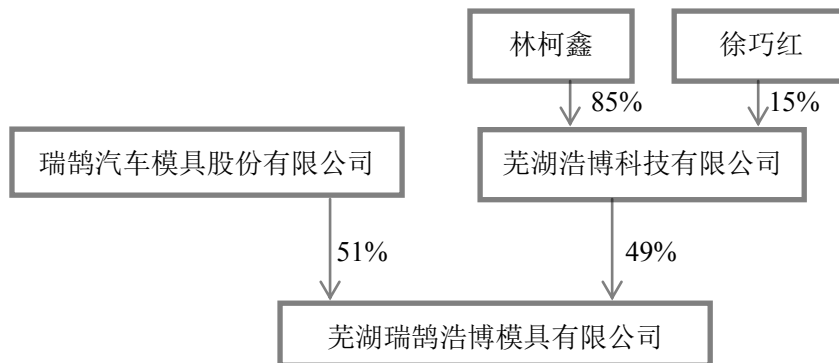 林柯鑫
徐巧红
85%
15%
瑞鹄汽车模具股份有限公司
芜湖浩博科技有限公司
51%
49%
芜湖瑞鹄浩博模具有限公司